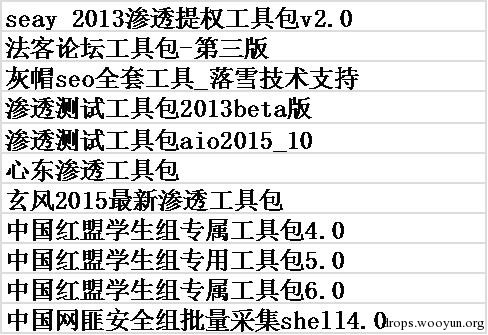 seay 2013渗透提权工具包v2.0
法客论坛工具包-第三版
灰帽seo全套工具_落雪技术支持
渗透测试工具包2013beta版
渗透测试工具包aio2015_10
心东渗透工具包
玄风2015最新渗透工具包
中国红盟学生组专属工具包4.0
中国红盟学生组专用工具包5.0
中国红盟学生组专属工具包6.0
中国网匪安全组批量采集shell4.0
drops.wooyun.org